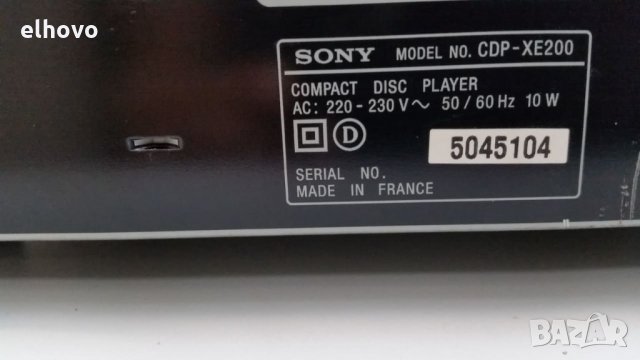 elhovo
SONY MODEL NO. CDP-XE200
COMPACT DISC PLAYER
AC: 220 - 230 V ~ 50 / 60 Hz 10 W
D
5045104
SERIAL NO.
MADE IN FRANCE
BAZAR